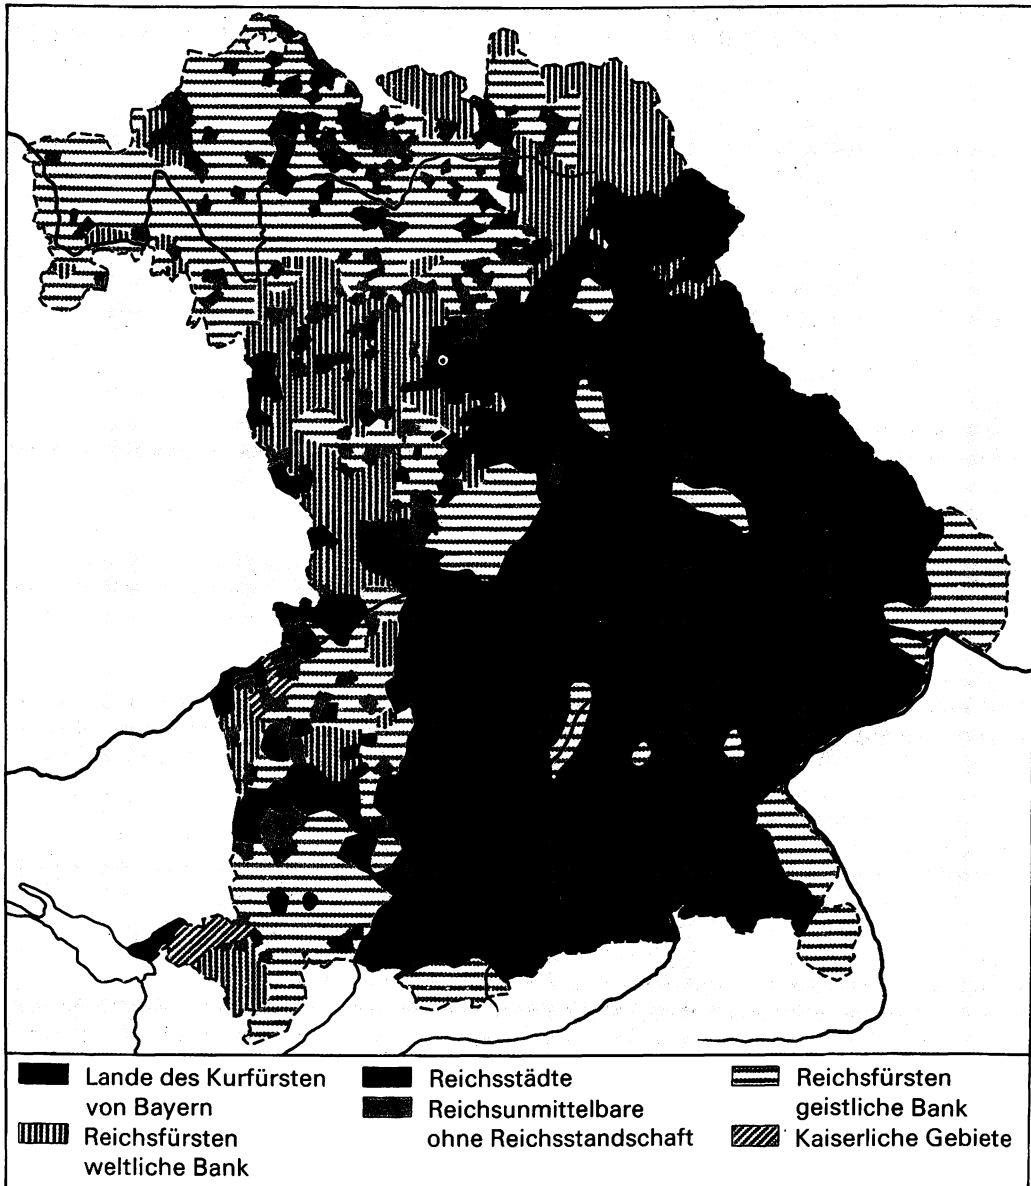 Lande des Kurfürsten
von Bayern
Reichsfürsten
weltliche Bank
Reichsstädte
Reichsunmittelbare
ohne Reichsstandschaft
Reichsfürsten
geistliche Bank
Kaiserliche Gebiete